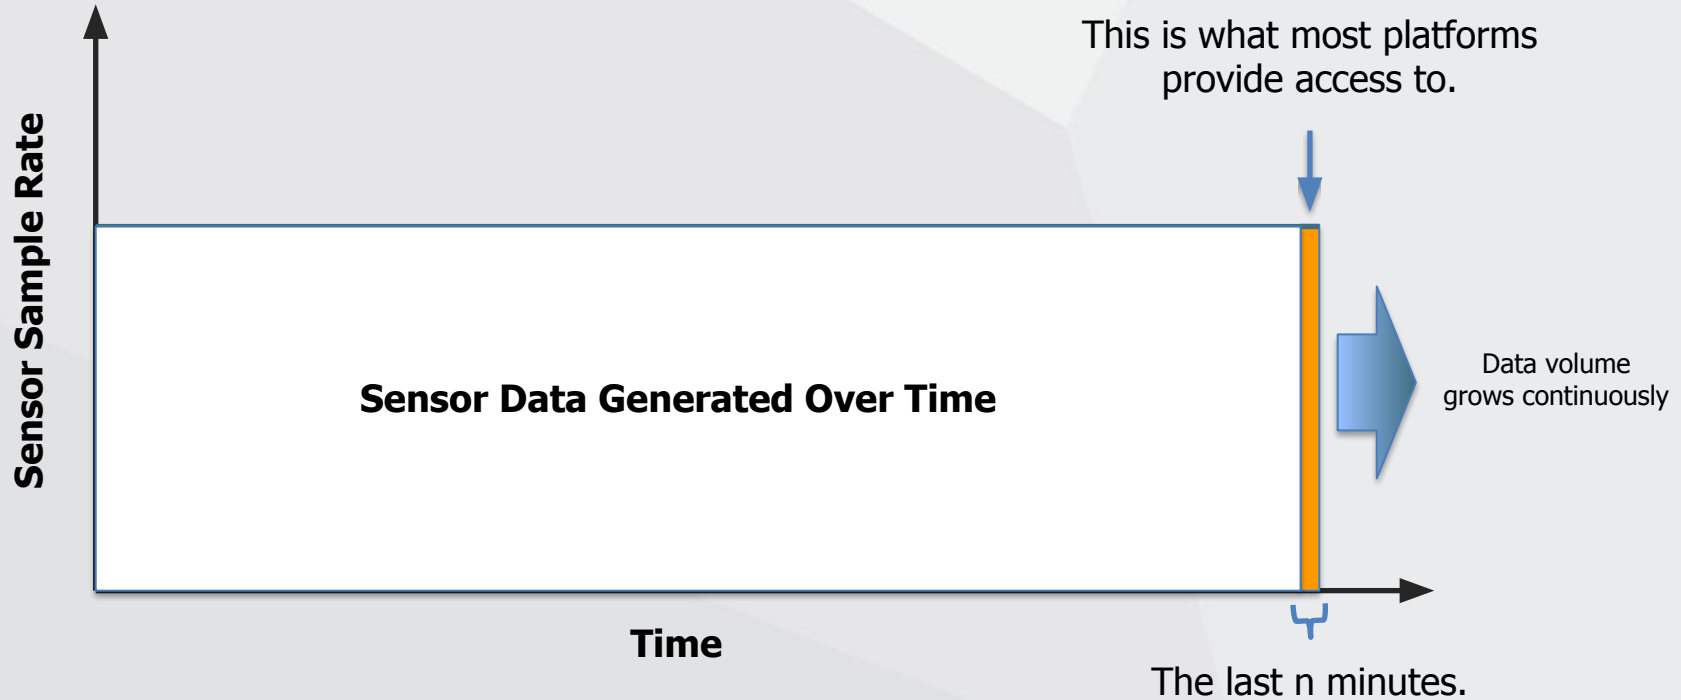 This is what most platforms
provide access to.
Sensor Sample Rate
Sensor Data Generated Over Time
Data volume
grows continuously
Time
The last n minutes.